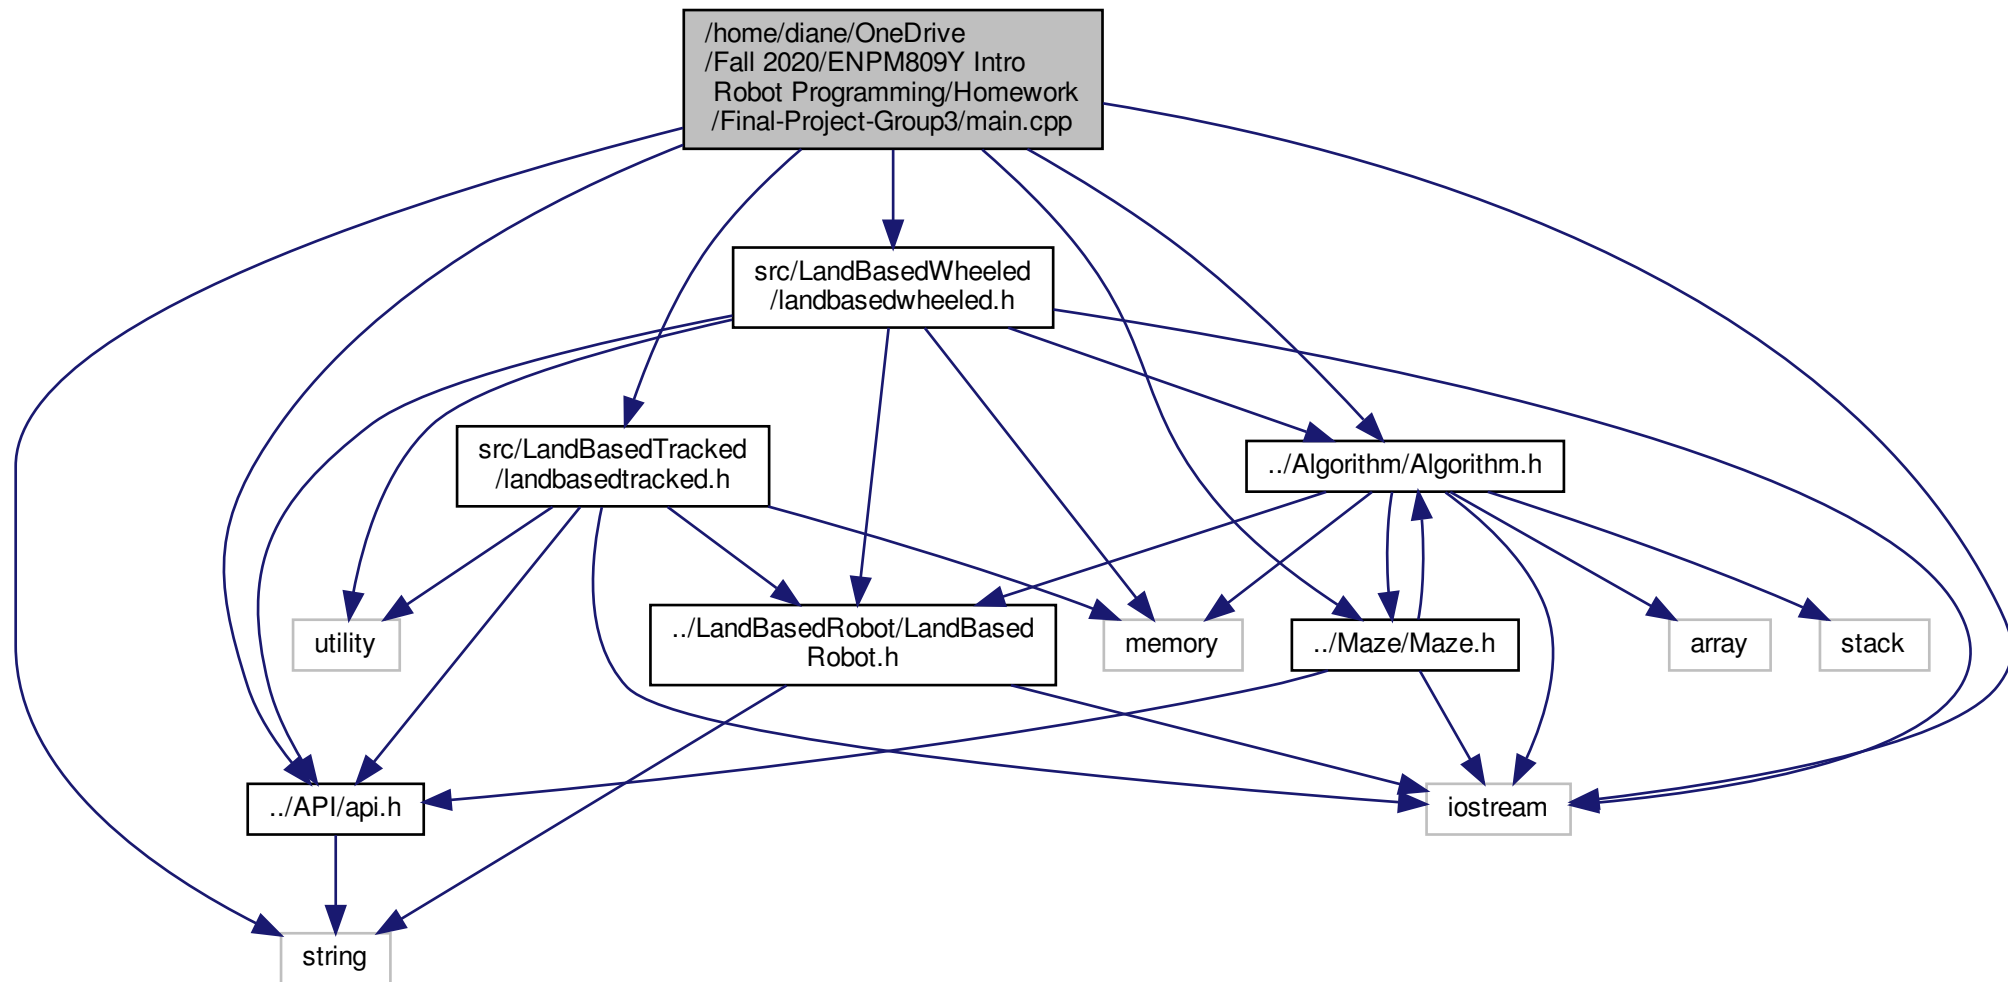 /home/diane/OneDrive
/Fall 2020/ENPM809Y Intro
Robot Programming/Homework
/Final-Project-Group3/main.cpp
src/LandBasedWheeled
/landbasedwheeled.h
src/LandBasedTracked
/landbasedtracked.h
../Algorithm/Algorithm.h
utility
../LandBasedRobot/LandBased
Robot.h
memory
../Maze/Maze.h
array
stack
../API/api.h
iostream
string